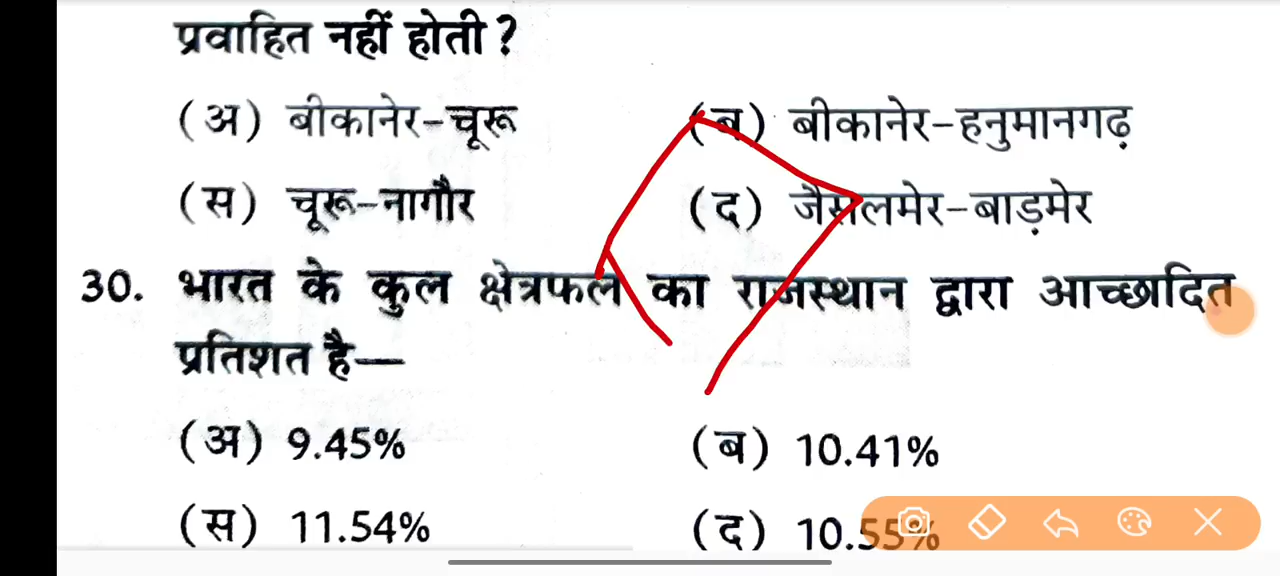 प्रवाहित नहीं होती ?
(अ) बीकानेर-चूरू (ब) बीकानेर-हनुमानगढ़
(स) चूरू-नागौर (द) जैसलमेर-बाड़मेर
30. भारत के कुल क्षेत्रफल का राजस्थान द्वारा आच्छादित
प्रतिशत है—
(अ) 9.45% (ब) 10.41%
(स) 11.54% (द) 10.55%